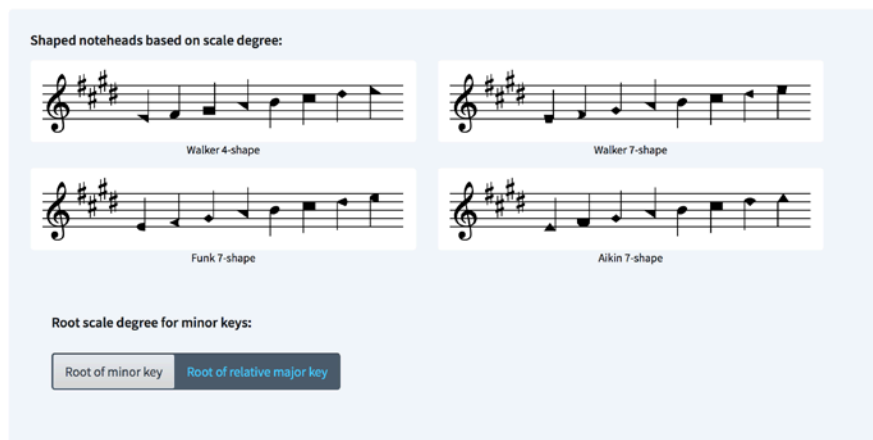 Shaped noteheads based on scale degree:
Walker 4-shape
Walker 7-shape
Funk 7-shape
Aikin 7-shape
Root scale degree for minor keys:
Root of minor key
Root of relative major key